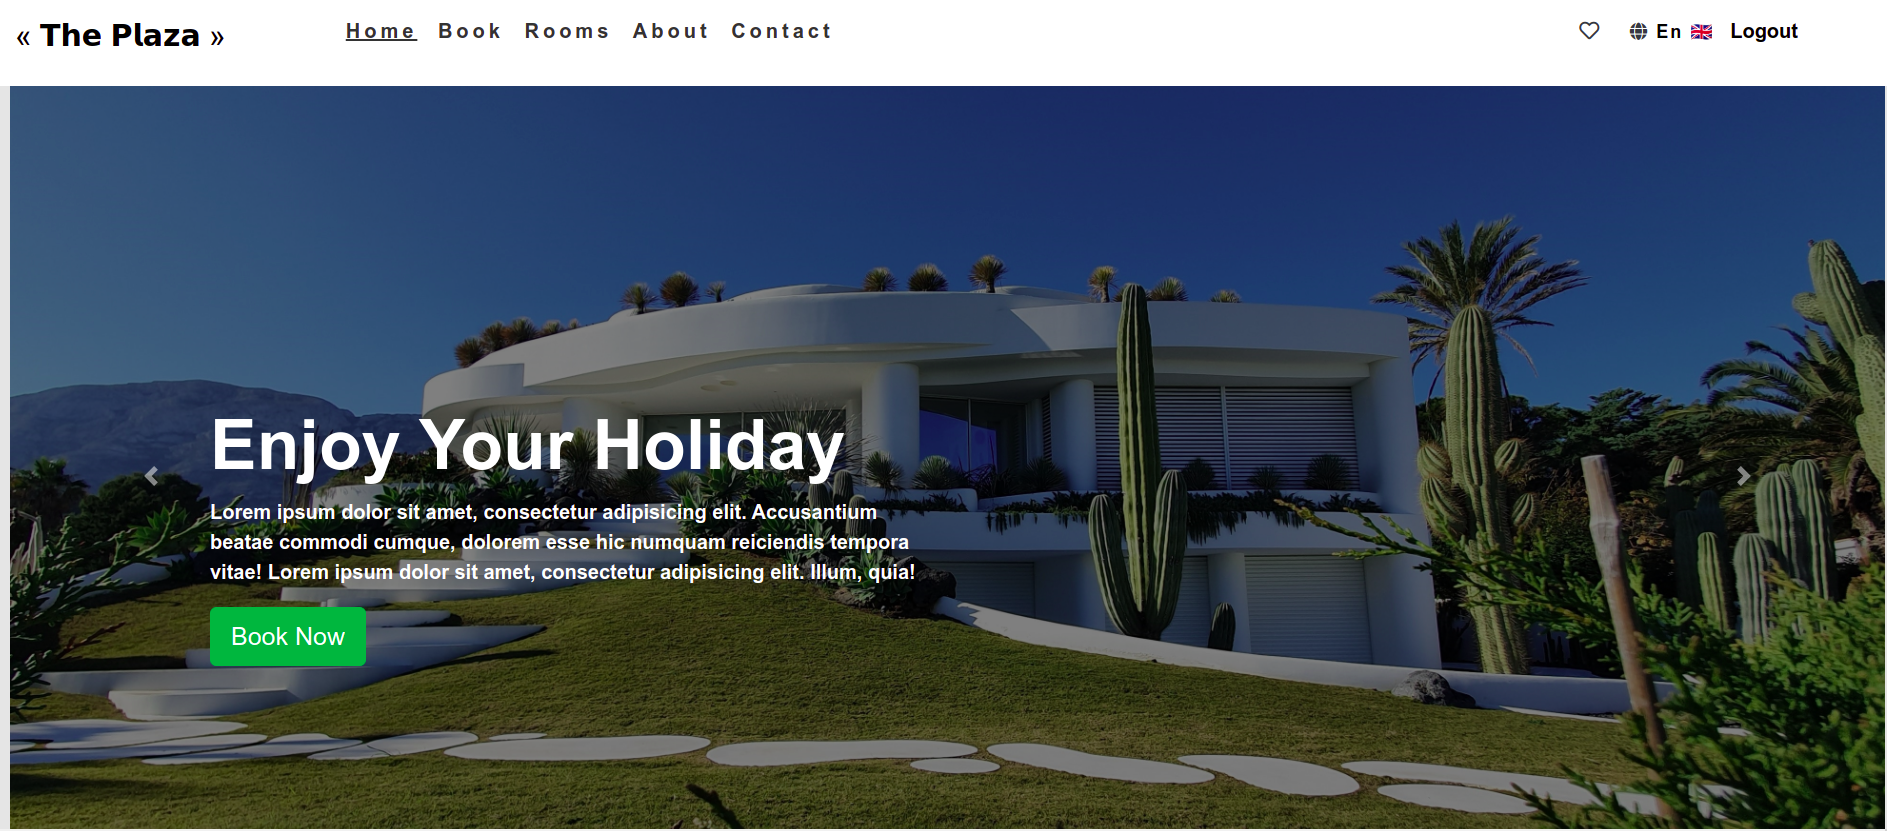 « The Plaza »
Home Book Rooms About Contact
En Logout
Enjoy Your Holiday
Lorem ipsum dolor sit amet, consectetur adipisicing elit. Accusantium
beatae commodi cumque, dolorem esse hic numquam reiciendis tempora
vitae! Lorem ipsum dolor sit amet, consectetur adipisicing elit. Illum, quia!
Book Now